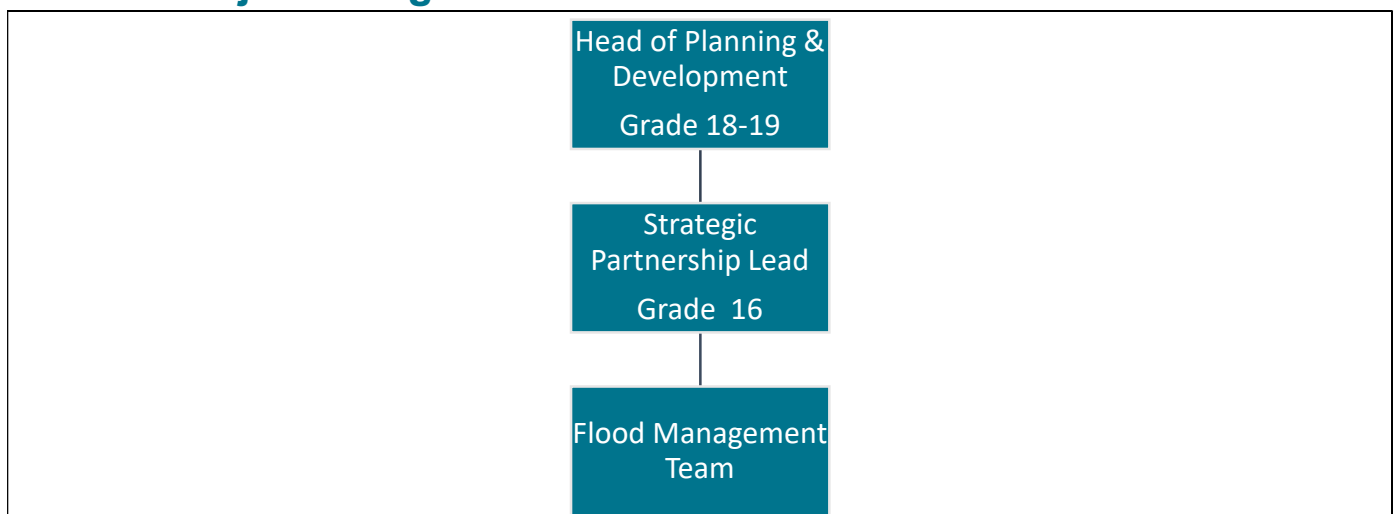 Head of Planning &
Development
Grade 18-19
Strategic
Partnership Lead
Grade  16
Flood Management
Team